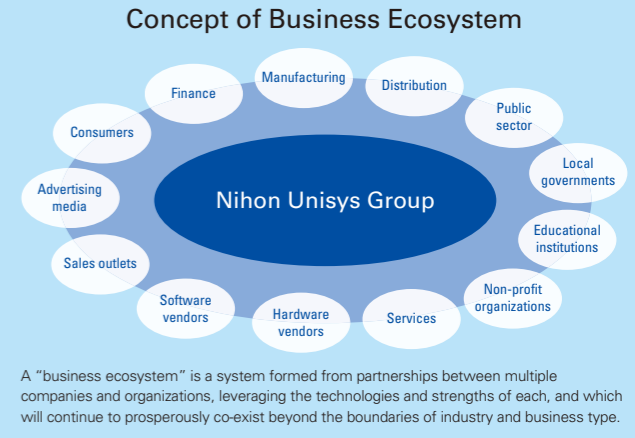 Concept of Business Ecosystem
Manufacturing
Finance
Distribution
Public
sector
Consumers
Local
governments
Advertising
media
Nihon Unisys Group
Educational
institutions
Sales outlets
Non-profit
organizations
Software
vendors
Hardware
vendors
Services
A “business ecosystem” is a system formed from partnerships between multiple
companies and organizations, leveraging the technologies and strengths of each, and which
will continue to prosperously co-exist beyond the boundaries of industry and business type.